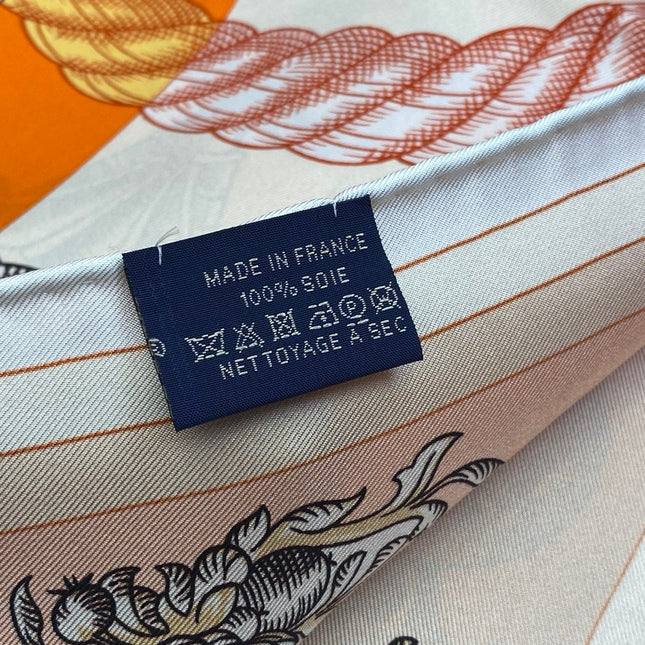 MADE IN FRANCE
100% SOIE
NETTOYAGE A SEC